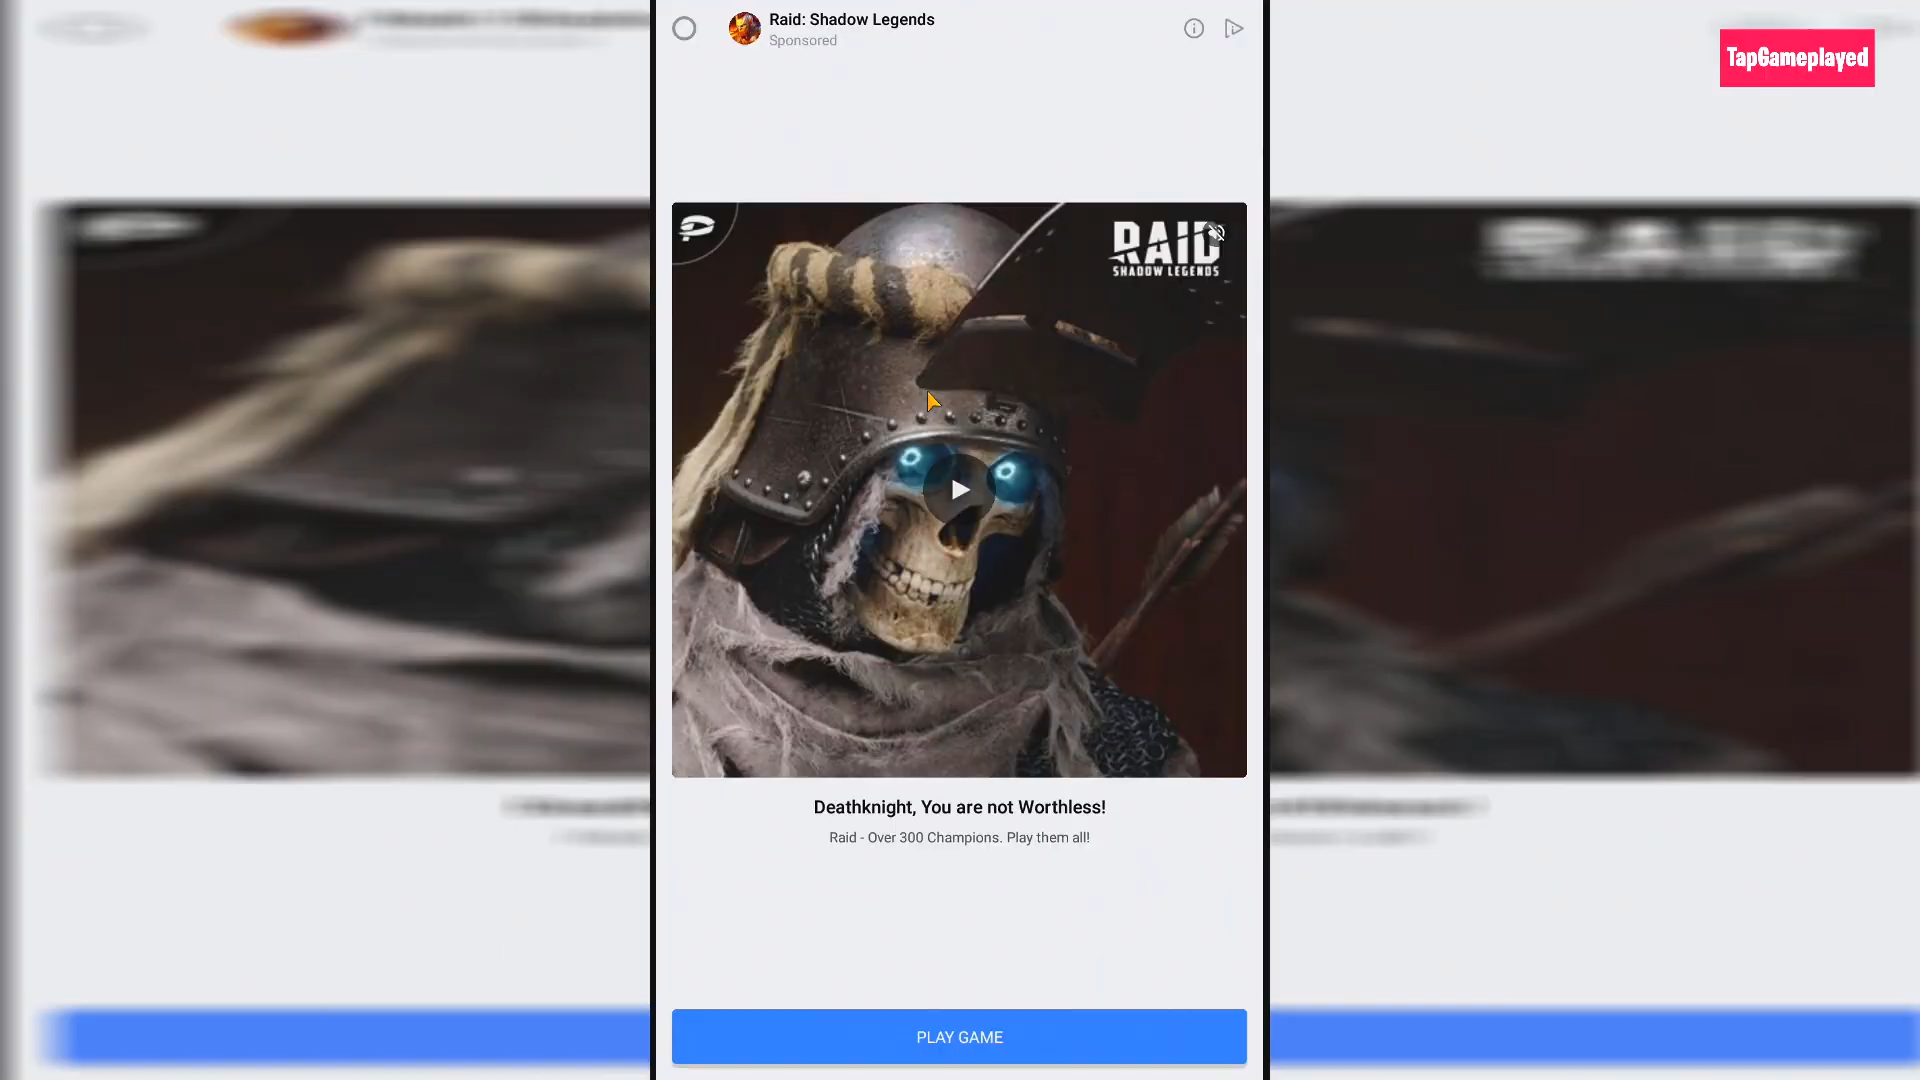 Raid: Shadow Legends
Sponsored
TapGameplayed
RAID
SHADOW LEGENDS
Deathknight, You are not Worthless!
Raid - Over 300 Champions. Play them all!
PLAY GAME